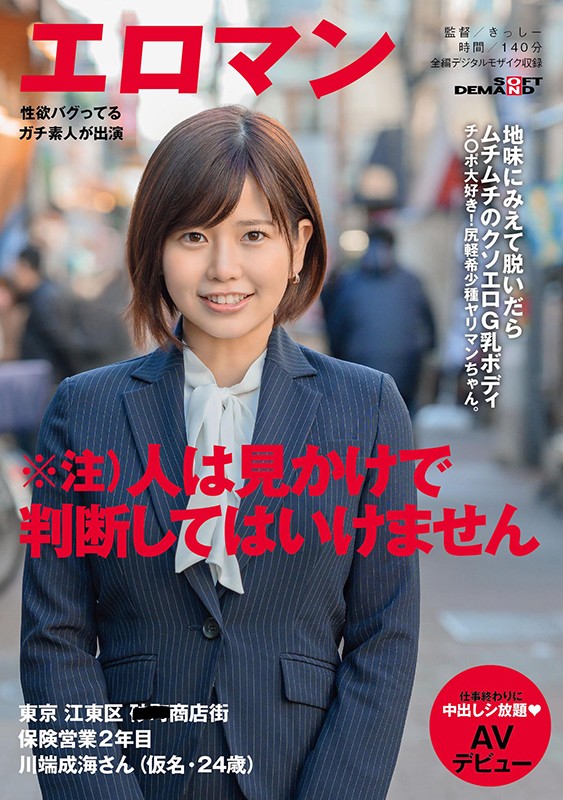 エロマン
性欲バグってる
ガチ素人が出演
監督/きっしー
時間/140分
全編デジタルモザイク収録
SOFT
ON
DEMAND
地味にみえて脱いだら
ムチムチのクソエロG乳ボディ
チ〇ポ大好き!尻軽希少種ヤリマンちゃん。
※注)人は見かけで
判断してはいけません
東京 江東区 商店街
保険営業2年目
川端成海さん(仮名・24歳)
仕事終わりに
中出しシ放題♥
AV
デビュー